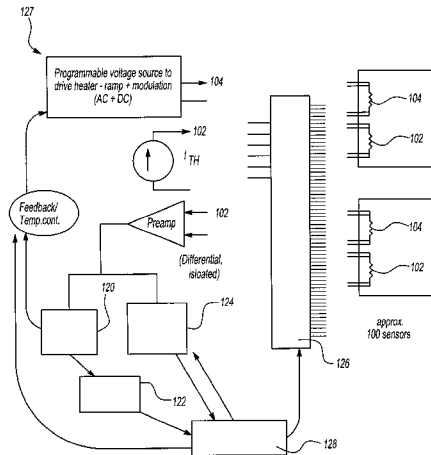 127
Programmable voltage source to
drive heater - ramp + modulation
(AC + DC)
104
102
I TH
Feedback/
Temp.cont.
Preamp
102
(Differential,
isloated)
120
124
122
126
128
104
102
104
102
approx.
100 sensors